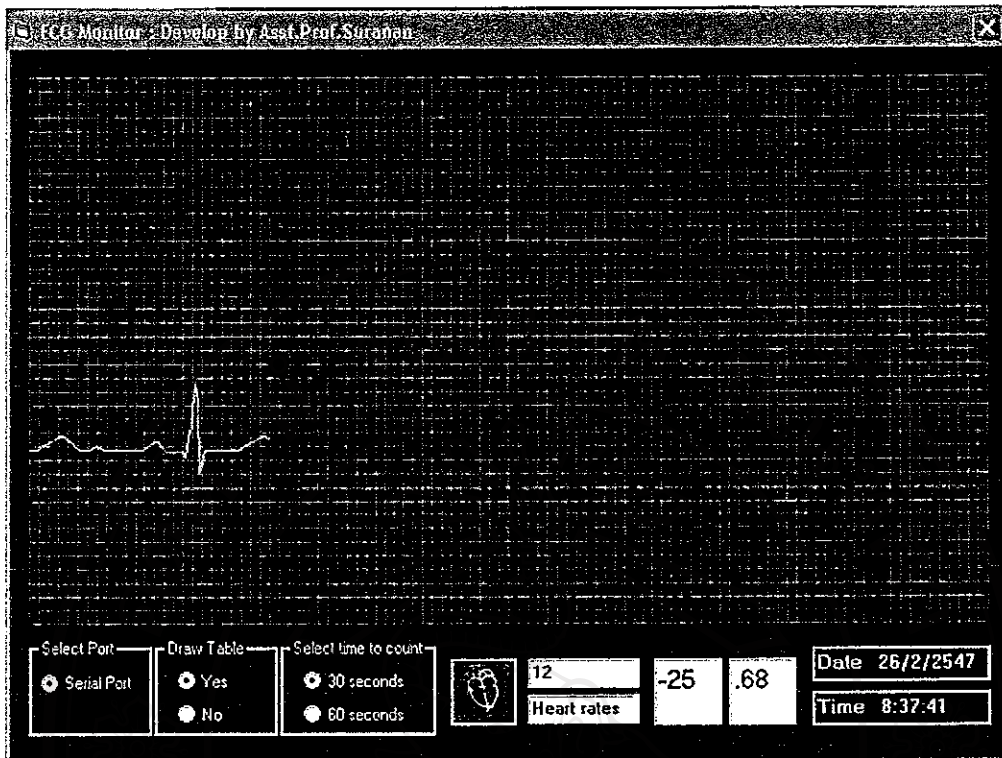 ECG Monitor : Develop by Asst.Prof.Suranan
Select Port
Serial Port
Draw Table
Yes
No
Select time to count
30 seconds
60 seconds
12
Heart rates
-25
.68
Date 26/2/2547
Time 8:37:41